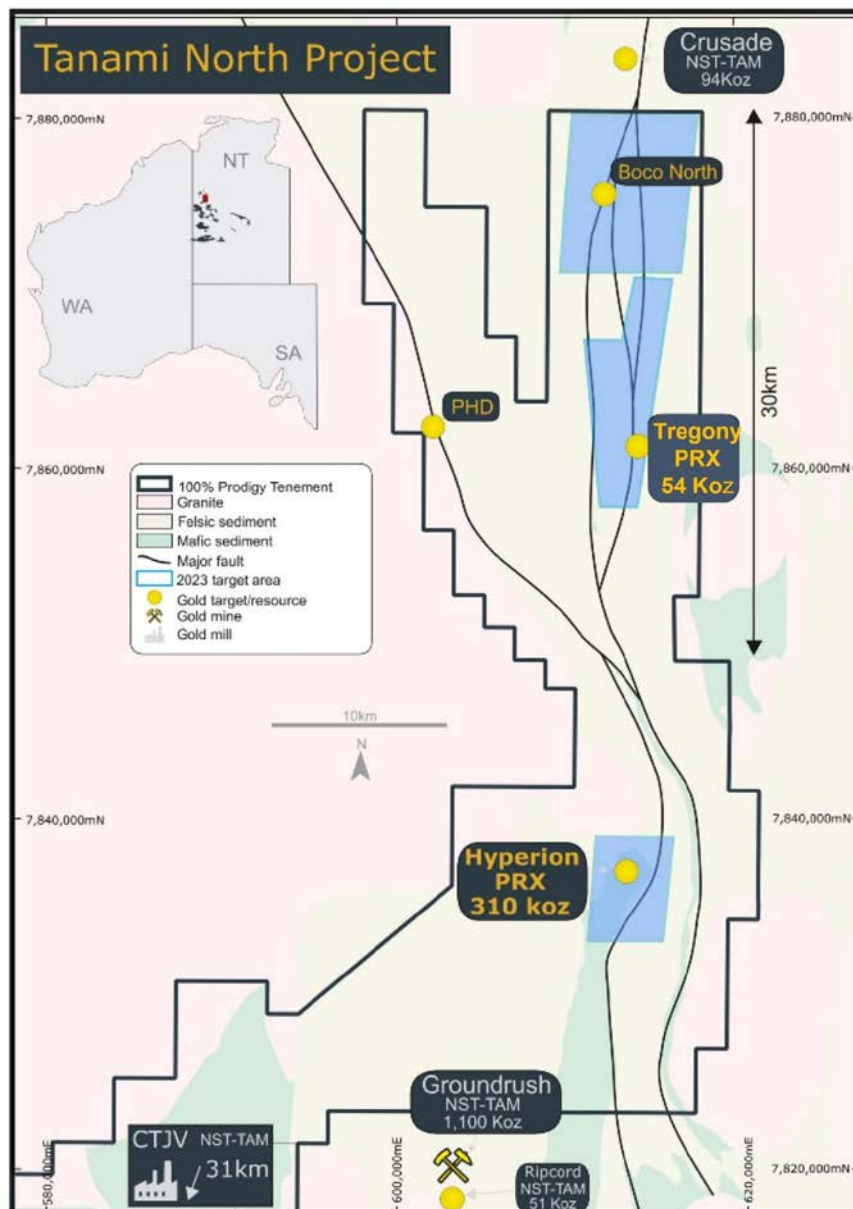 Tanami North Project
Crusade
NST-TAM
94Koz
7,880,000mN
7,880,000mN
NT
WA
SA
Boco North
30km
PHD
Tregony
PRX
54 Koz
7,860,000mN
7,860,000mN
100% Prodigy Tenement
Granite
Felsic sediment
Mafic sediment
Major fault
2023 target area
Gold target/resource
Gold mine
Gold mill
10km
N
7,840,000mN
7,840,000mN
Hyperion
PRX
310 koz
Groundrush
NST-TAM
1,100 Koz
CTJV NST-TAM
31km
Ripcord
NST-TAM
51 Koz
7,820,000mN
580,000mE
600,000mE
620,000mE